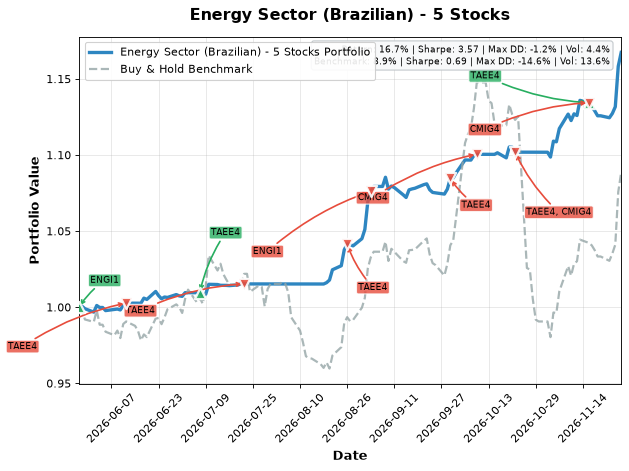 Energy Sector (Brazilian) - 5 Stocks
Energy Sector (Brazilian) - 5 Stocks Portfolio
Buy & Hold Benchmark
16.7% | Sharpe: 3.57 | Max DD: -1.2% | Vol: 4.4%
8.9% | Sharpe: 0.69 | Max DD: -14.6% | Vol: 13.6%
TAEE4
CMIG4
CMIG4
TAEE4
TAEE4, CMIG4
TAEE4
ENGI1
TAEE4
ENGI1
TAEE4
TAEE4
1.15
1.10
1.05
1.00
0.95
Portfolio Value
2026-06-07
2026-06-23
2026-07-09
2026-07-25
2026-08-10
2026-08-26
2026-09-11
2026-09-27
2026-10-13
2026-10-29
2026-11-14
Date